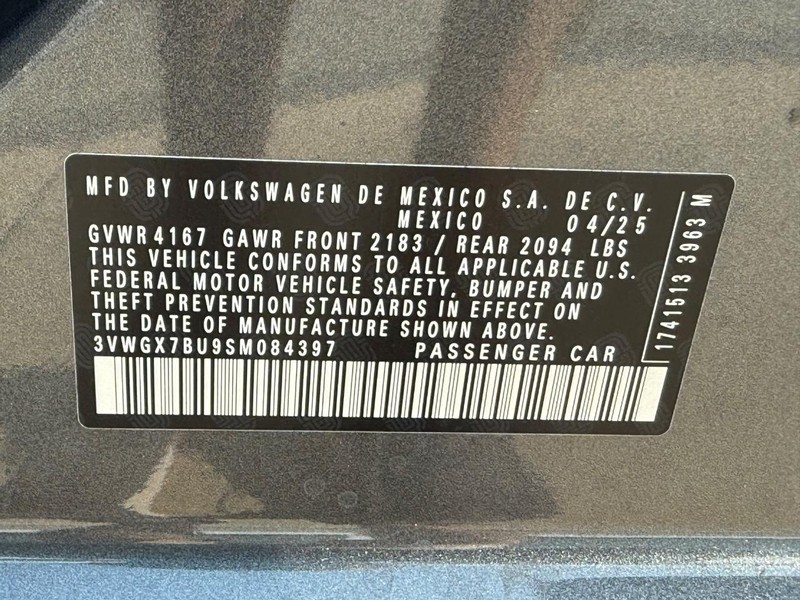 MFD BY VOLKSWAGEN DE MEXICO S.A. DE C.V.
MEXICO 04/25
GVWR 4167 GAWR FRONT 2183 / REAR 2094 LBS
THIS VEHICLE CONFORMS TO ALL APPLICABLE U.S.
FEDERAL MOTOR VEHICLE SAFETY, BUMPER AND
THEFT PREVENTION STANDARDS IN EFFECT ON
THE DATE OF MANUFACTURE SHOWN ABOVE.
3VWGX7BU9SM084397 PASSENGER CAR
1741513 3963 M